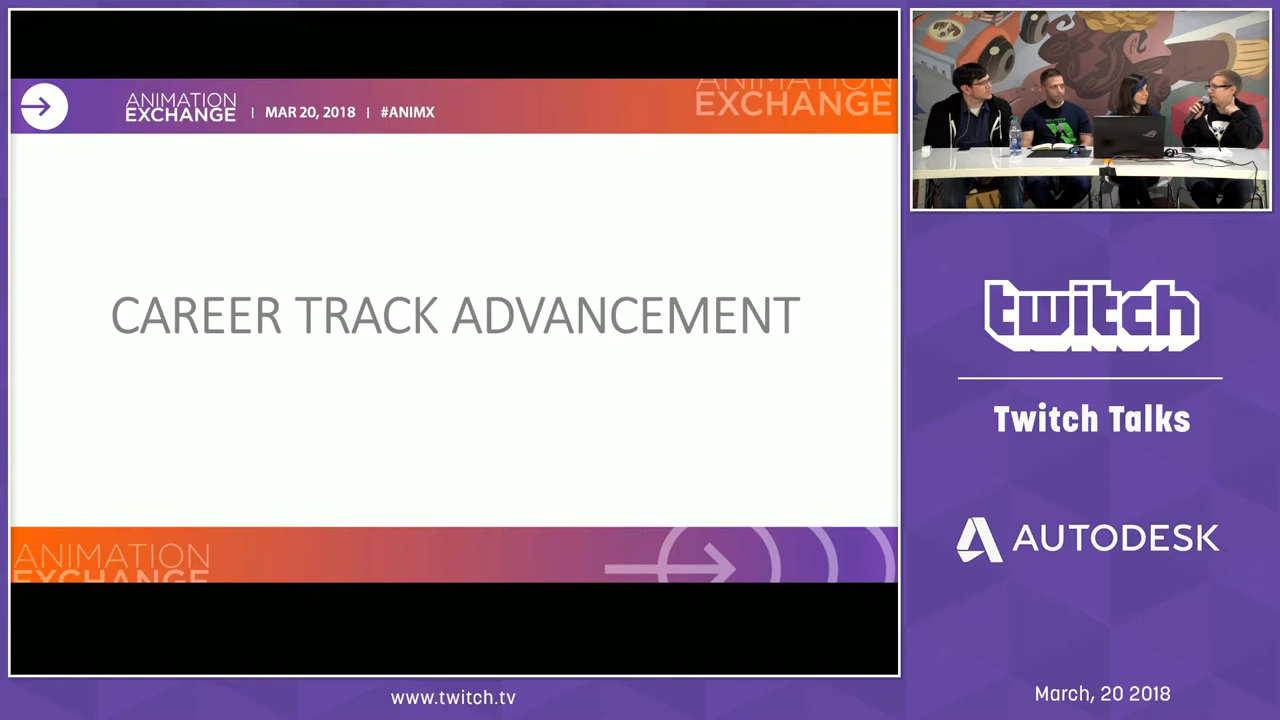 ANIMATION
EXCHANGE | MAR 20, 2018 | #ANIMX
ANIMATION
EXCHANGE
CAREER TRACK ADVANCEMENT
ANIMATION
EXCHANGE
twitch
Twitch Talks
AUTODESK
www.twitch.tv
March, 20 2018